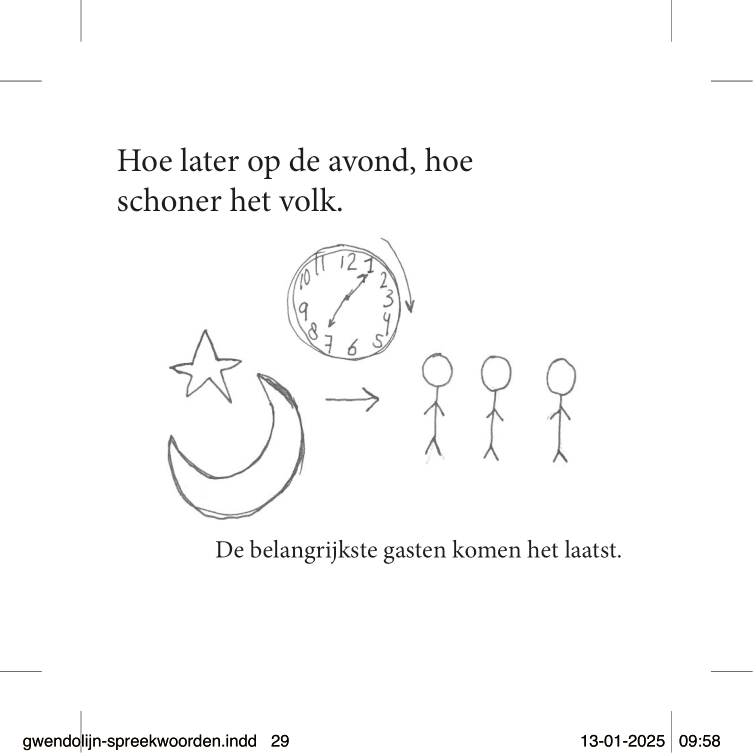 Hoe later op de avond, hoe
schoner het volk.
11 12 1
10 2
9 3
8 4
7 6 5
De belangrijkste gasten komen het laatst.
gwendolijn-spreekwoorden.indd 29 13-01-2025 09:58